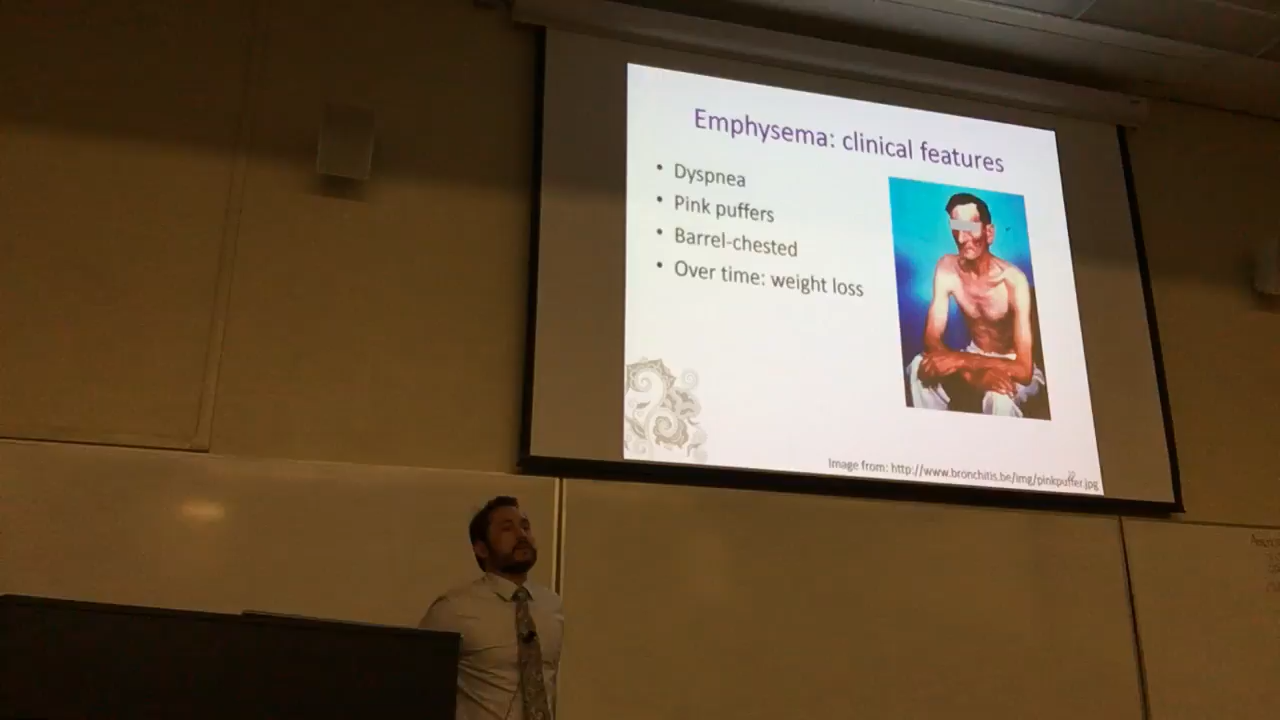 Emphysema: clinical features
• Dyspnea
• Pink puffers
• Barrel-chested
• Over time: weight loss
Image from: http://www.bronchitis.be/img/pinkpuffer.jpg